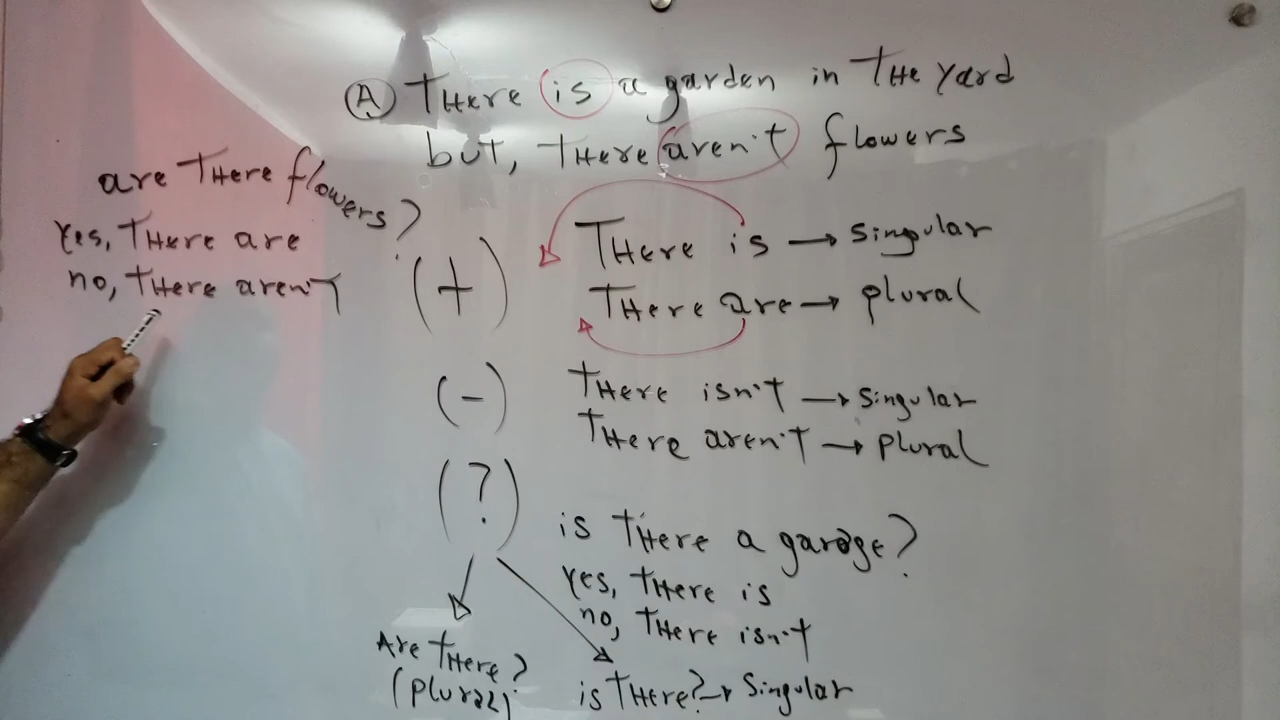 (A) There is a garden in the yard
but, there aren't flowers
are there flowers?
Yes, there are
no, there aren't
(+) There is → singular
There are → plural
(-) there isn't → singular
there aren't → plural
(?) is there a garage?
yes, there is
no, there isn't
Are there?
(plural)
is there? → singular